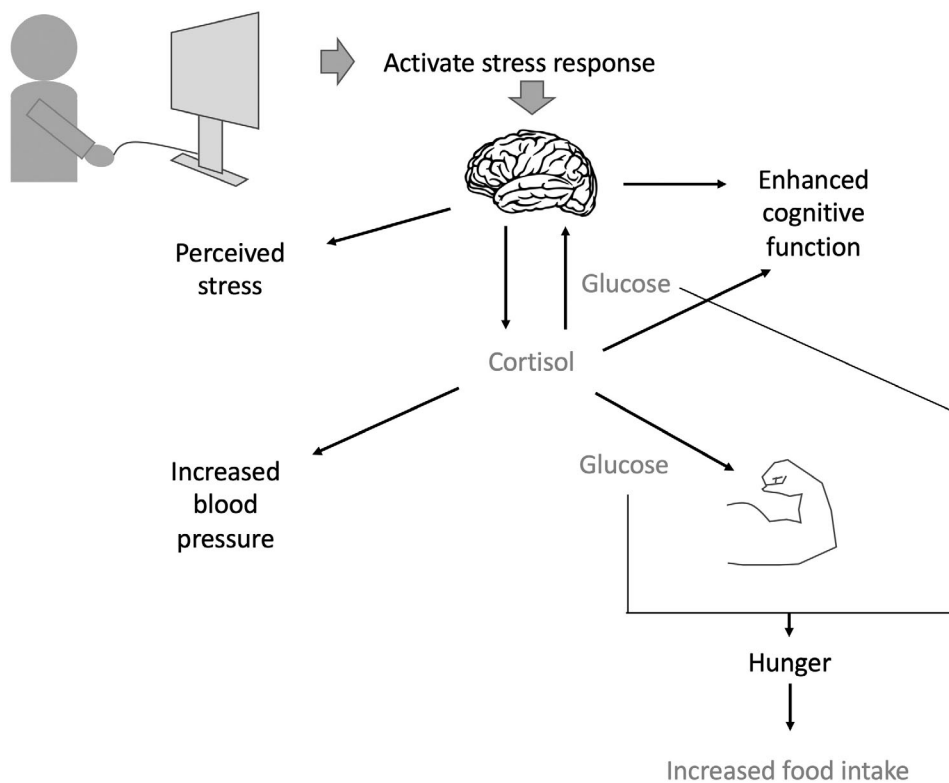 Activate stress response
Enhanced
cognitive
function
Perceived
stress
Glucose
Cortisol
Glucose
Increased
blood
pressure
Hunger
Increased food intake